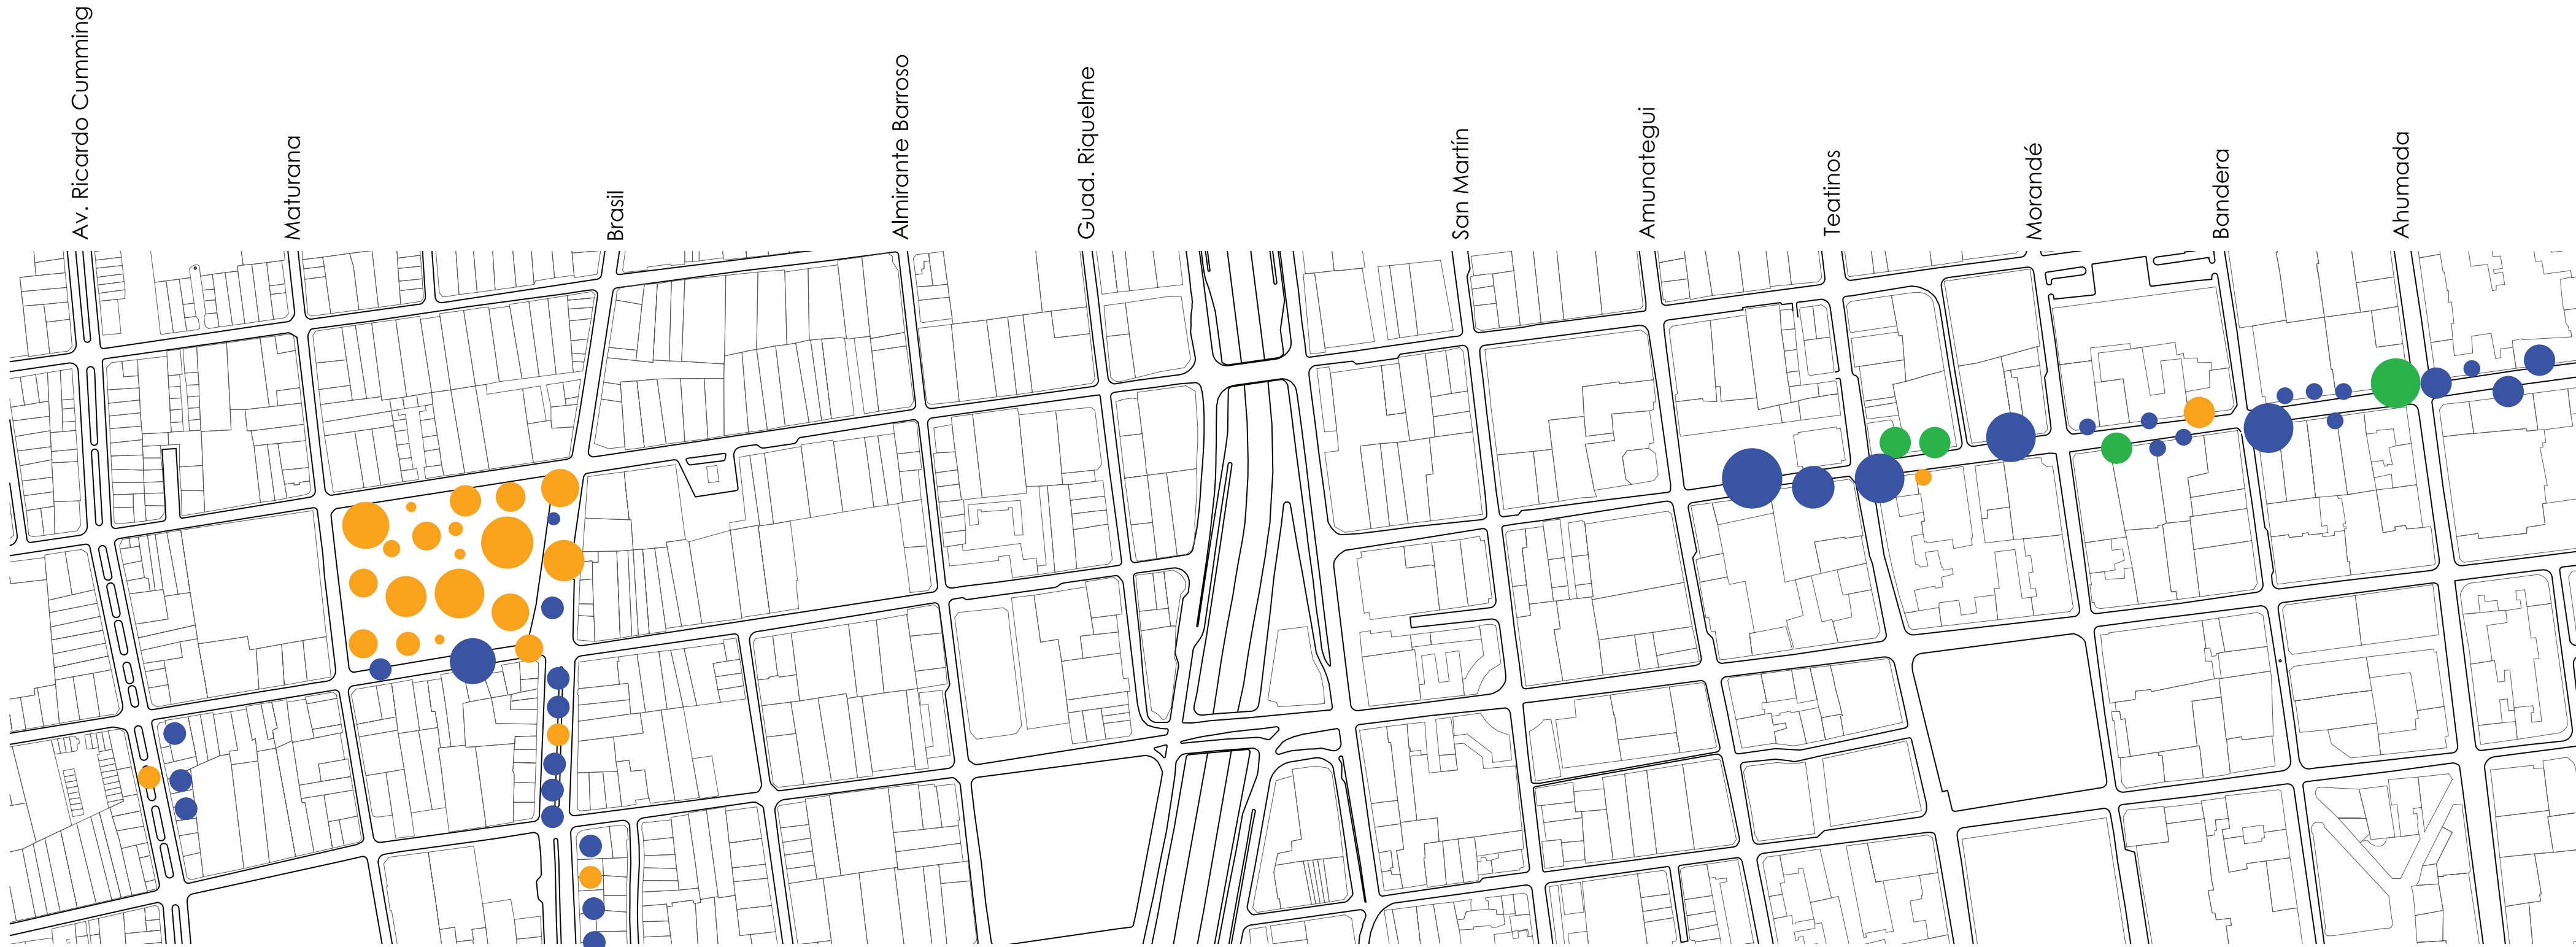 Av. Ricardo Cumming
Maturana
Brasil
Almirante Barroso
Guad. Riquelme
San Martín
Amunategui
Teatinos
Morandé
Bandera
Ahumada